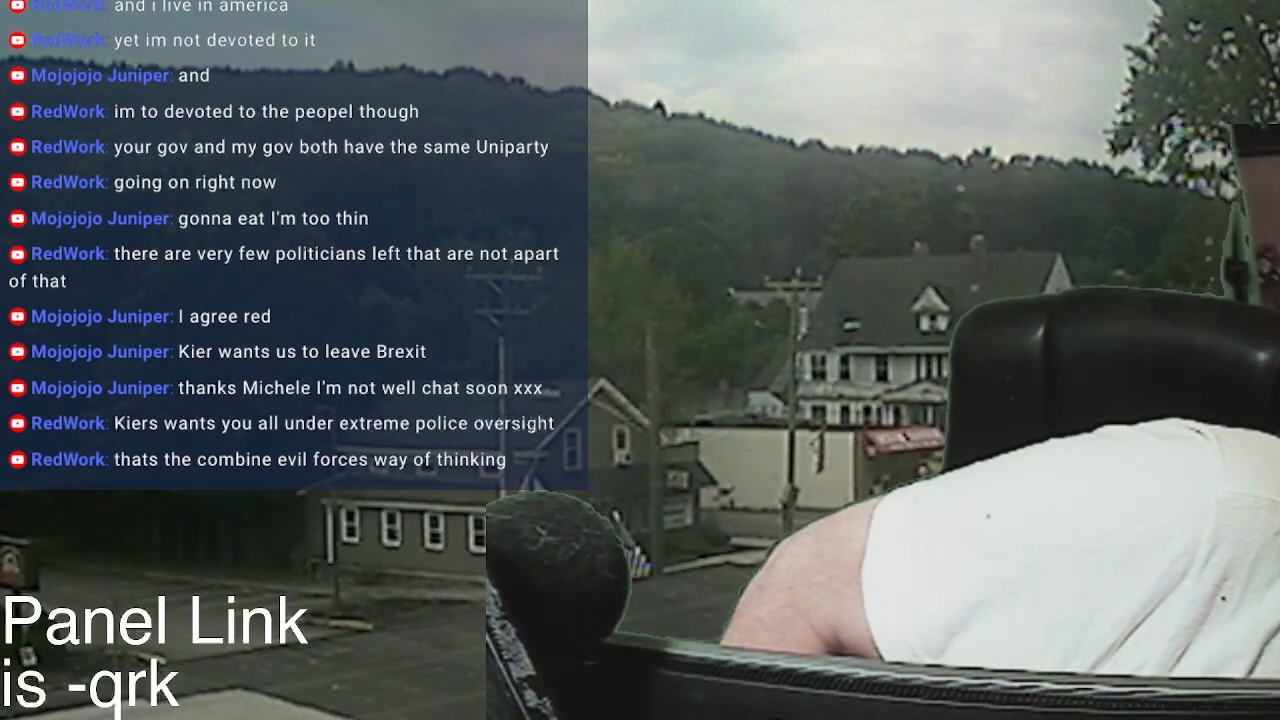 RedWork: and i live in america
RedWork: yet im not devoted to it
Mojojojo Juniper: and
RedWork: im to devoted to the peopel though
RedWork: your gov and my gov both have the same Uniparty
RedWork: going on right now
Mojojojo Juniper: gonna eat I'm too thin
RedWork: there are very few politicians left that are not apart
of that
Mojojojo Juniper: I agree red
Mojojojo Juniper: Kier wants us to leave Brexit
Mojojojo Juniper: thanks Michele I'm not well chat soon xxx
RedWork: Kiers wants you all under extreme police oversight
RedWork: thats the combine evil forces way of thinking
Panel Link
is -qrk